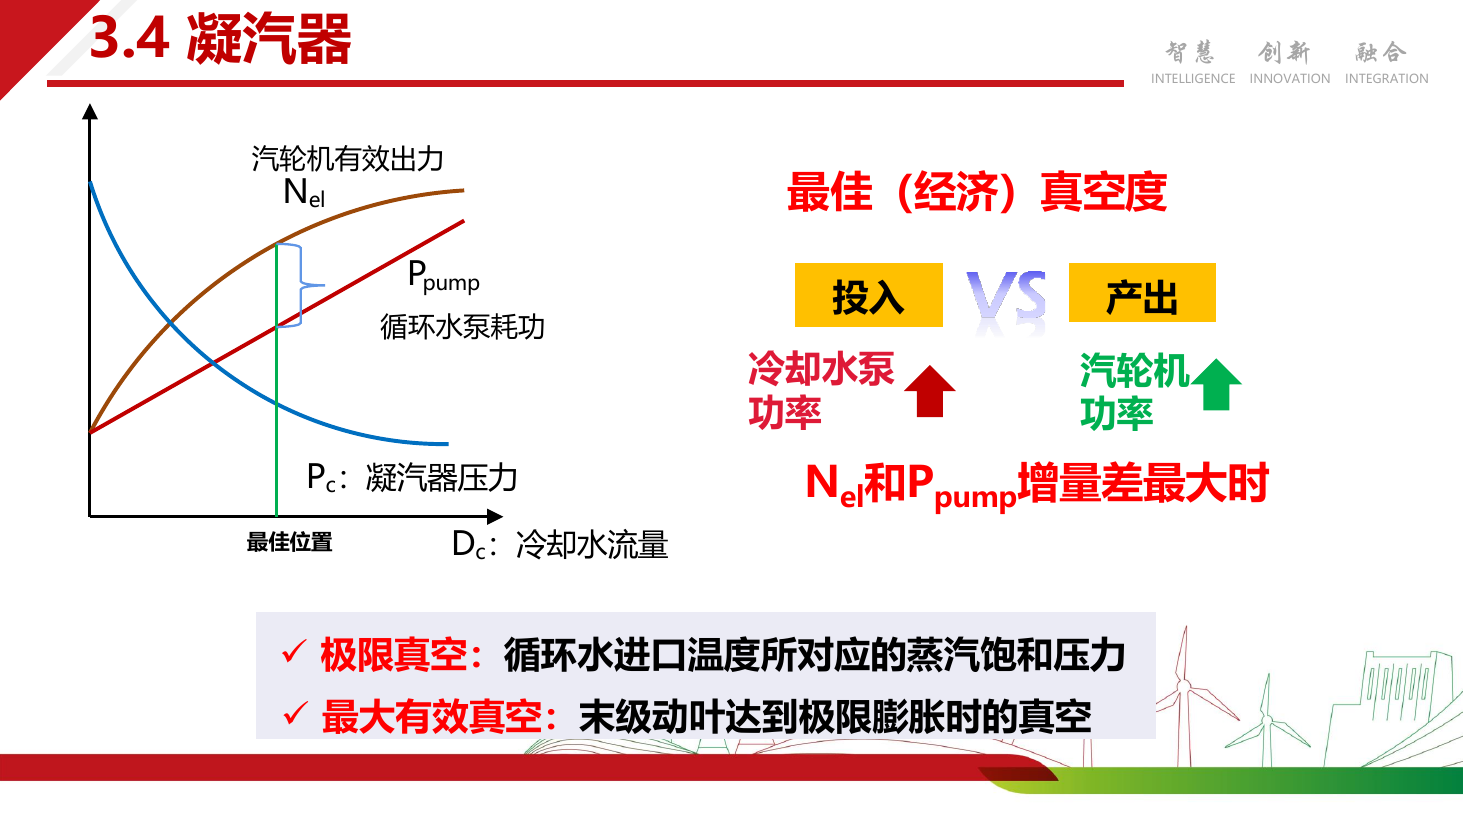 3.4 凝汽器
智慧 创新 融合
INTELLIGENCE INNOVATION INTEGRATION
汽轮机有效出力
Nel
Ppump
循环水泵耗功
Pc：凝汽器压力
最佳位置
Dc：冷却水流量
最佳（经济）真空度
投入 VS 产出
冷却水泵
功率
汽轮机
功率
Nel和Ppump增量差最大时
✓ 极限真空：循环水进口温度所对应的蒸汽饱和压力
✓ 最大有效真空：末级动叶达到极限膨胀时的真空